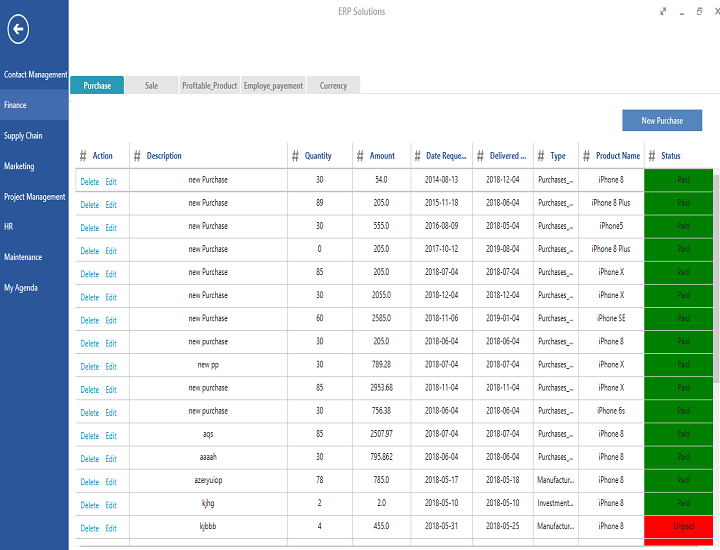 ERP Solutions
Contact Management
Finance
Supply Chain
Marketing
Project Management
HR
Maintenance
My Agenda
Purchase Sale Proftable_Product Employe_payement Currency
New Purchase
# Action # Description # Quantity # Amount # Date Reque... # Delivered ... # Type # Product Name # Status
Delete Edit new Purchase 30 54.0 2014-08-13 2018-12-04 Purchases_... iPhone 8 Paid
Delete Edit new Purchase 89 205.0 2015-11-18 2018-06-04 Purchases_... iPhone 8 Plus Paid
Delete Edit new Purchase 30 555.0 2016-08-09 2018-05-04 Purchases_... iPhone5 Paid
Delete Edit new Purchase 0 205.0 2017-10-12 2019-08-04 Purchases_... iPhone 8 Plus Paid
Delete Edit new Purchase 85 205.0 2018-07-04 2018-07-04 Purchases_... iPhone X Paid
Delete Edit new Purchase 30 2055.0 2018-12-04 2018-12-04 Purchases_... iPhone X Paid
Delete Edit new Purchase 60 2585.0 2018-11-06 2019-01-04 Purchases_... iPhone SE Paid
Delete Edit new Purchase 30 205.0 2018-06-04 2018-06-04 Purchases_... iPhone 8 Paid
Delete Edit new pp 30 789.28 2018-07-04 2018-07-04 Purchases_... iPhone X Paid
Delete Edit new purchase 85 2953.68 2018-11-04 2018-11-04 Purchases_... iPhone X Paid
Delete Edit new purchase 30 756.38 2018-06-04 2018-06-04 Purchases_... iPhone 6s Paid
Delete Edit aqs 85 2507.97 2018-07-04 2018-07-04 Purchases_... iPhone 8 Paid
Delete Edit aaaah 30 795.862 2018-06-04 2018-06-04 Purchases_... iPhone 8 Paid
Delete Edit azeryuiop 78 785.0 2018-05-17 2018-05-18 Manufactur... iPhone 8 Paid
Delete Edit kjhg 2 2.0 2018-05-10 2018-05-10 Investment... iPhone 8 Paid
Delete Edit kjbbb 4 455.0 2018-05-31 2018-05-25 Manufactur... iPhone 8 Unpaid